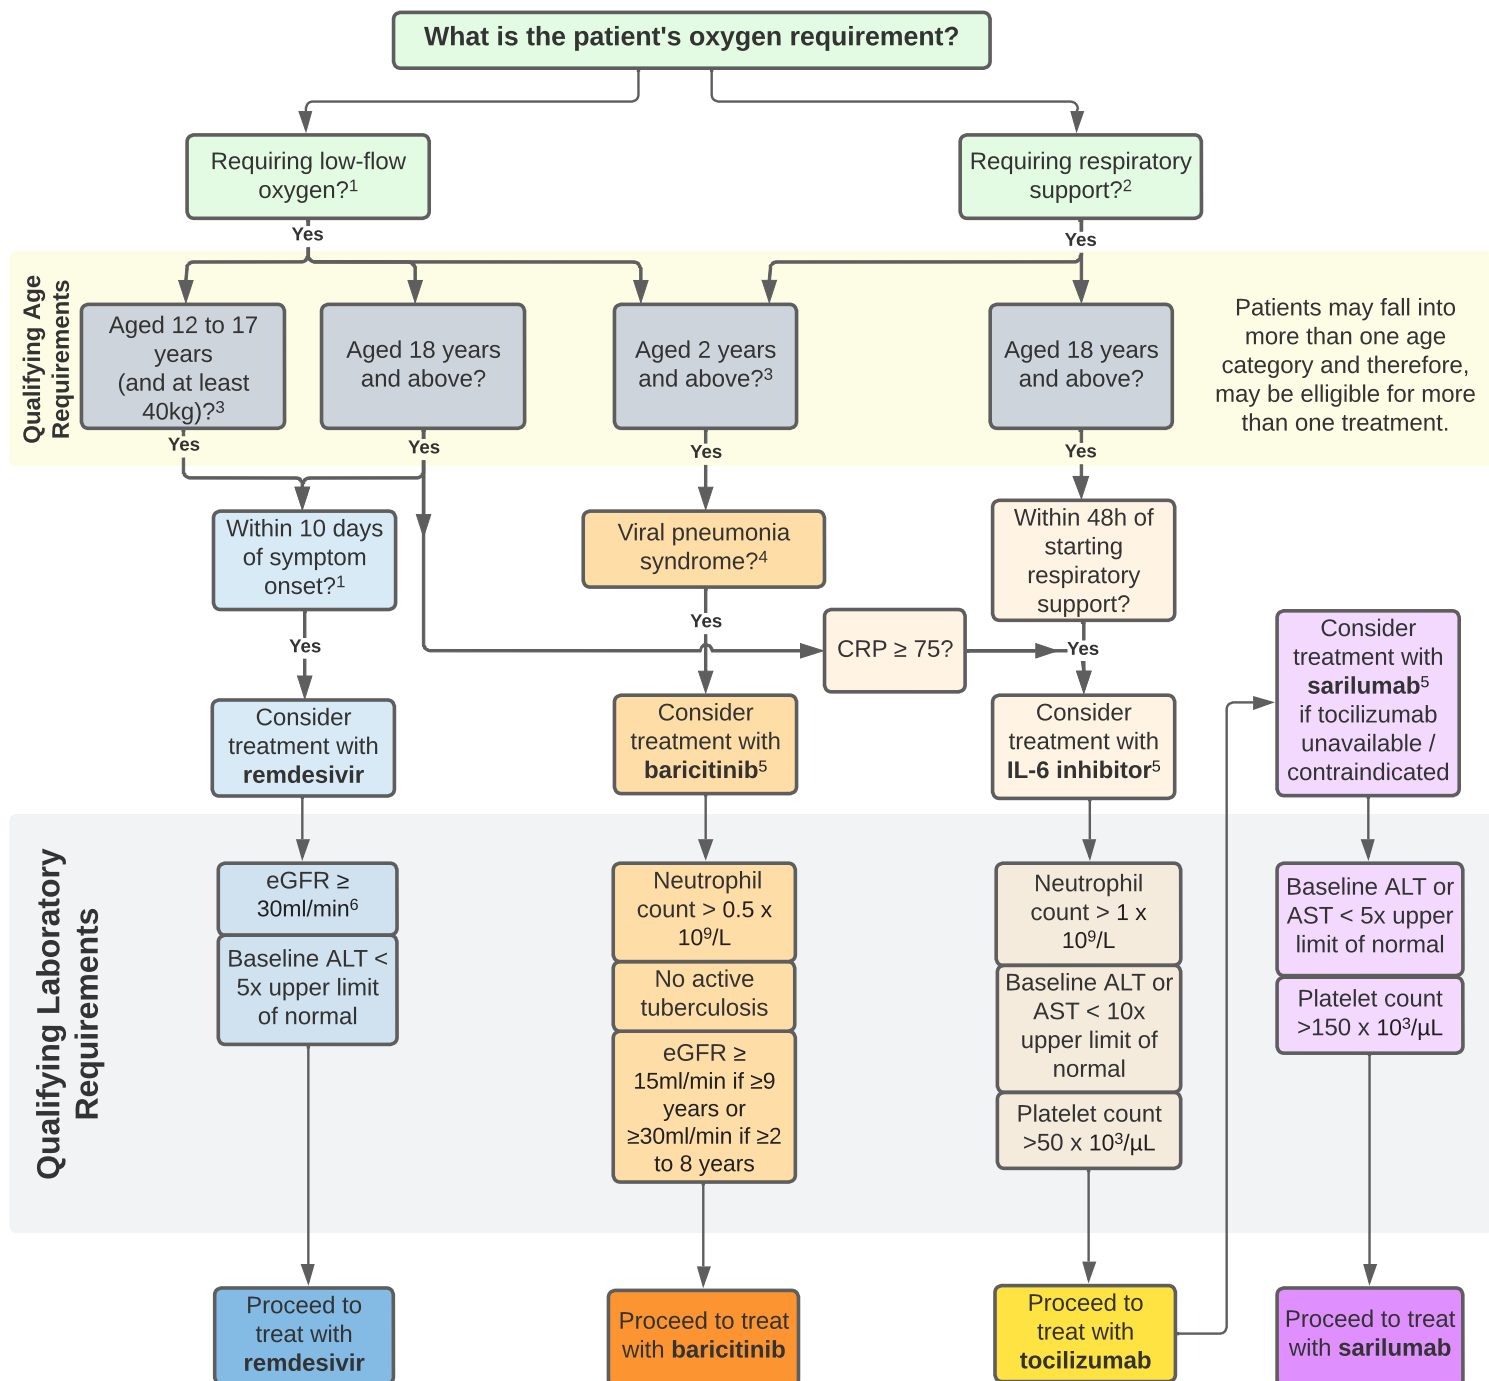 What is the patient's oxygen requirement?
Requiring low-flow
oxygen?1
Requiring respiratory
support?2
Yes
Yes
Qualifying Age
Requirements
Aged 12 to 17
years
(and at least
40kg)?3
Aged 18 years
and above?
Aged 2 years
and above?3
Aged 18 years
and above?
Patients may fall into
more than one age
category and therefore,
may be elligible for more
than one treatment.
Yes
Yes
Yes
Yes
Within 10 days
of symptom
onset?1
Viral pneumonia
syndrome?4
Within 48h of
starting
respiratory
support?
Yes
Yes
CRP ≥ 75?
Yes
Consider
treatment with
remdesivir
Consider
treatment with
baricitinib5
Consider
treatment with
IL-6 inhibitor5
Consider
treatment with
sarilumab5
if tocilizumab
unavailable /
contraindicated
Qualifying Laboratory
Requirements
eGFR ≥
30ml/min6
Baseline ALT <
5x upper limit
of normal
Neutrophil
count > 0.5 x
109/L
No active
tuberculosis
eGFR ≥
15ml/min if ≥9
years or
≥30ml/min if ≥2
to 8 years
Neutrophil
count > 1 x
109/L
Baseline ALT or
AST < 10x
upper limit of
normal
Platelet count
>50 x 103/µL
Baseline ALT or
AST < 5x upper
limit of normal
Platelet count
>150 x 103/µL
Proceed to
treat with
remdesivir
Proceed to treat
with baricitinib
Proceed to
treat with
tocilizumab
Proceed to treat
with sarilumab